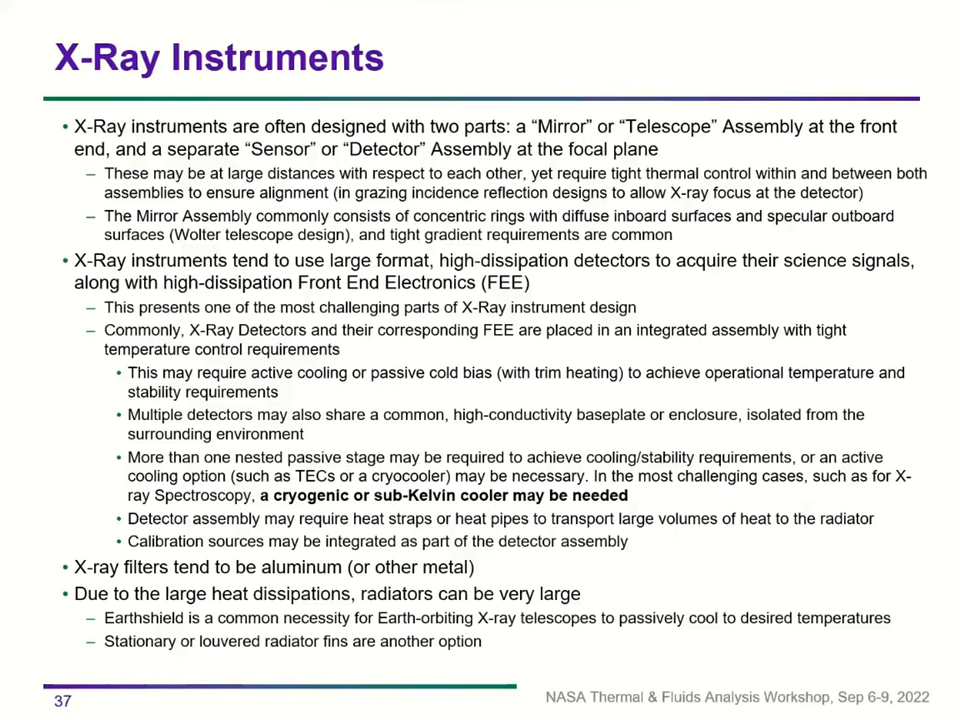 X-Ray Instruments
• X-Ray instruments are often designed with two parts: a “Mirror” or “Telescope” Assembly at the front
end, and a separate “Sensor” or “Detector” Assembly at the focal plane
– These may be at large distances with respect to each other, yet require tight thermal control within and between both
assemblies to ensure alignment (in grazing incidence reflection designs to allow X-ray focus at the detector)
– The Mirror Assembly commonly consists of concentric rings with diffuse inboard surfaces and specular outboard
surfaces (Wolter telescope design), and tight gradient requirements are common
• X-Ray instruments tend to use large format, high-dissipation detectors to acquire their science signals,
along with high-dissipation Front End Electronics (FEE)
– This presents one of the most challenging parts of X-Ray instrument design
– Commonly, X-Ray Detectors and their corresponding FEE are placed in an integrated assembly with tight
temperature control requirements
• This may require active cooling or passive cold bias (with trim heating) to achieve operational temperature and
stability requirements
• Multiple detectors may also share a common, high-conductivity baseplate or enclosure, isolated from the
surrounding environment
• More than one nested passive stage may be required to achieve cooling/stability requirements, or an active
cooling option (such as TECs or a cryocooler) may be necessary. In the most challenging cases, such as for X-
ray Spectroscopy, a cryogenic or sub-Kelvin cooler may be needed
• Detector assembly may require heat straps or heat pipes to transport large volumes of heat to the radiator
• Calibration sources may be integrated as part of the detector assembly
• X-ray filters tend to be aluminum (or other metal)
• Due to the large heat dissipations, radiators can be very large
– Earthshield is a common necessity for Earth-orbiting X-ray telescopes to passively cool to desired temperatures
– Stationary or louvered radiator fins are another option
37
NASA Thermal & Fluids Analysis Workshop, Sep 6-9, 2022